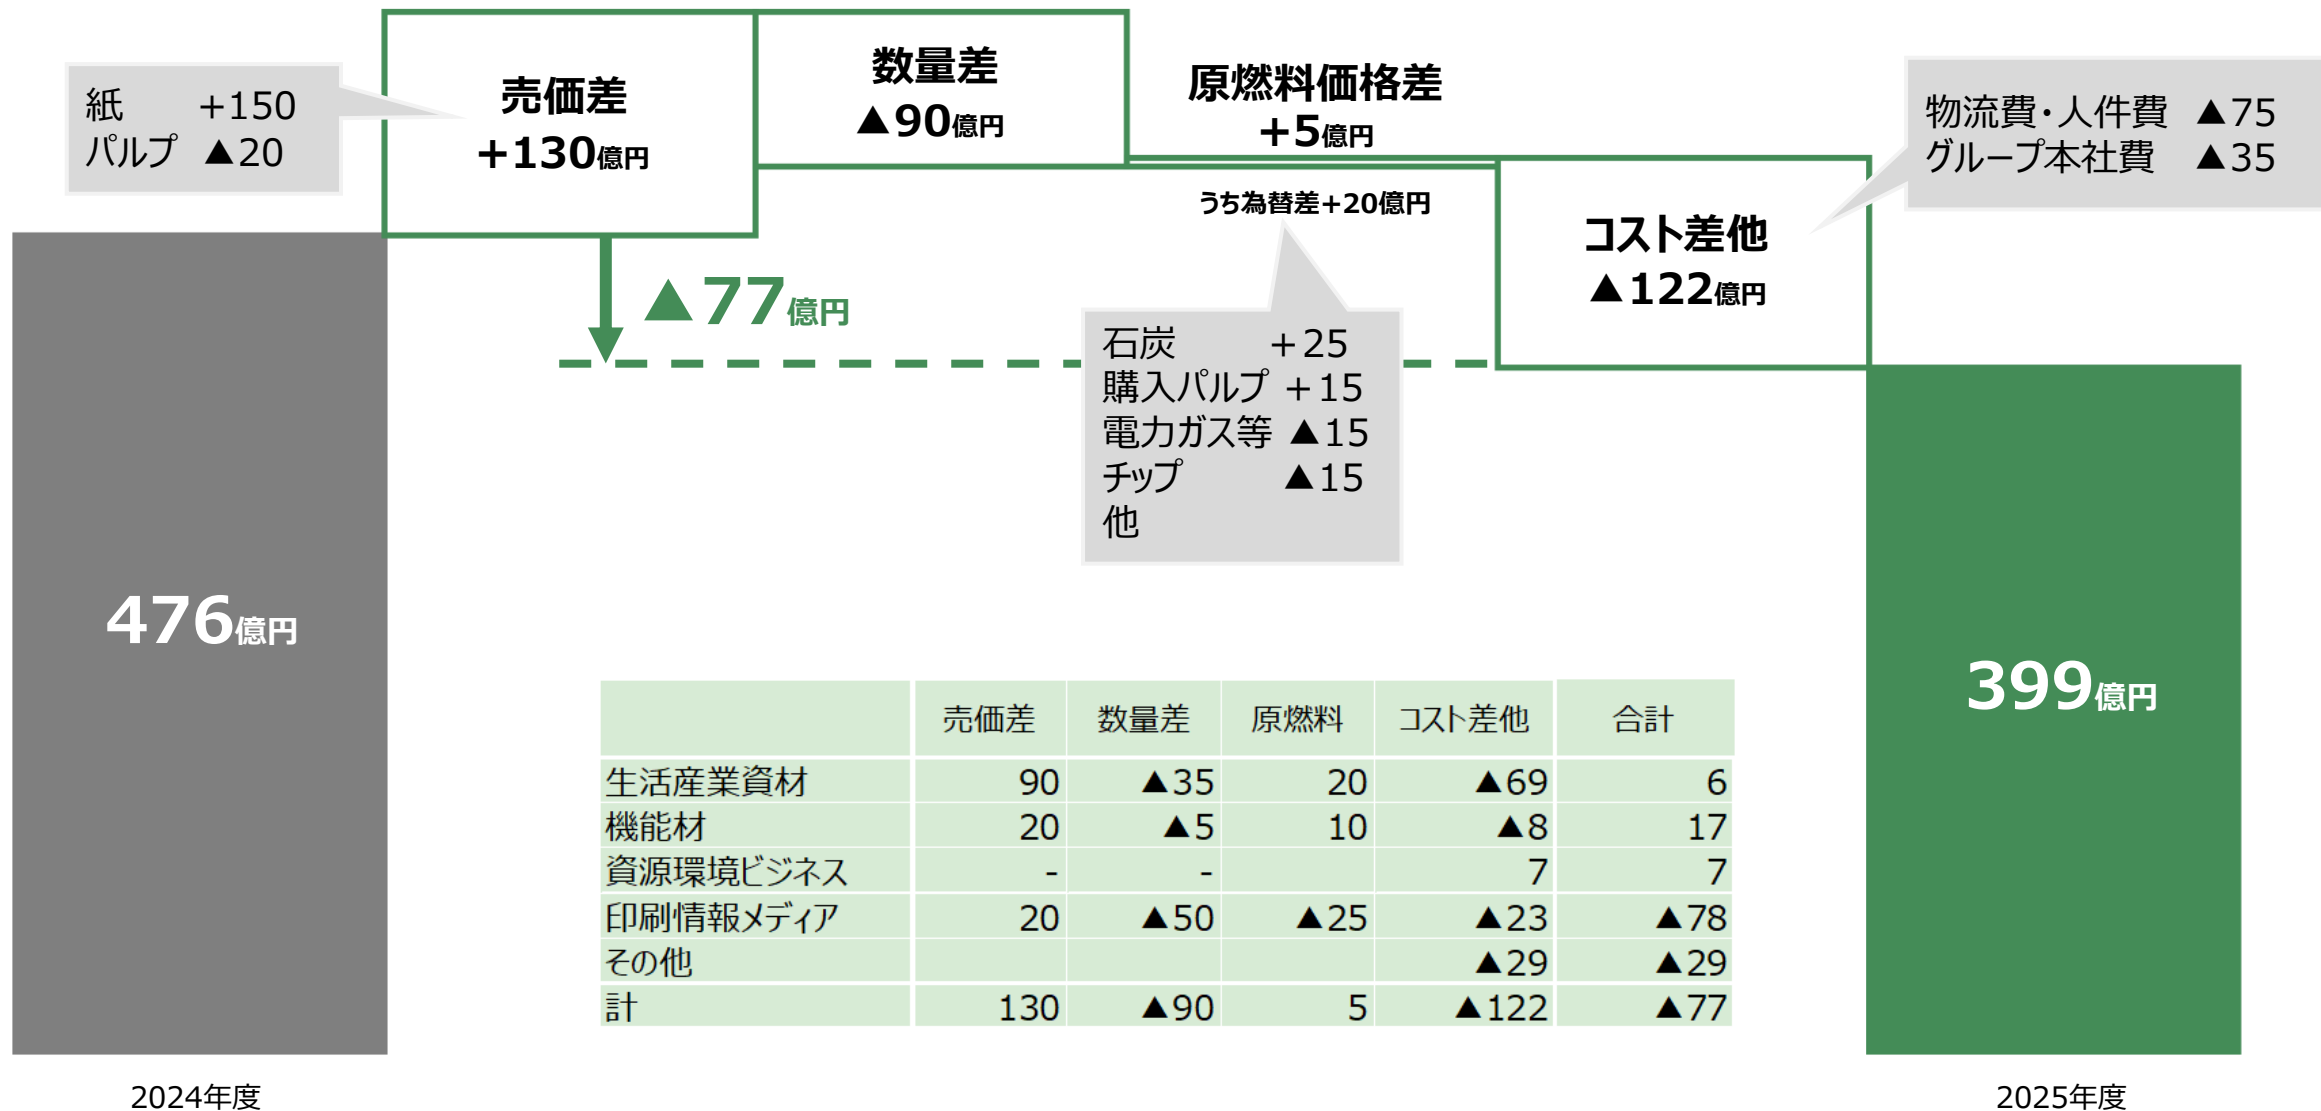 紙 +150
パルプ ▲20
売価差
+130億円
数量差
▲90億円
原燃料価格差
+5億円
うち為替差+20億円
物流費・人件費 ▲75
グループ本社費 ▲35
コスト差他
▲122億円
▲77億円
石炭 +25
購入パルプ +15
電力ガス等 ▲15
チップ ▲15
他
476億円
399億円
売価差 数量差 原燃料 コスト差他 合計
生活産業資材 90 ▲35 20 ▲69 6
機能材 20 ▲5 10 ▲8 17
資源環境ビジネス - - 7 7
印刷情報メディア 20 ▲50 ▲25 ▲23 ▲78
その他 ▲29 ▲29
計 130 ▲90 5 ▲122 ▲77
2024年度
2025年度